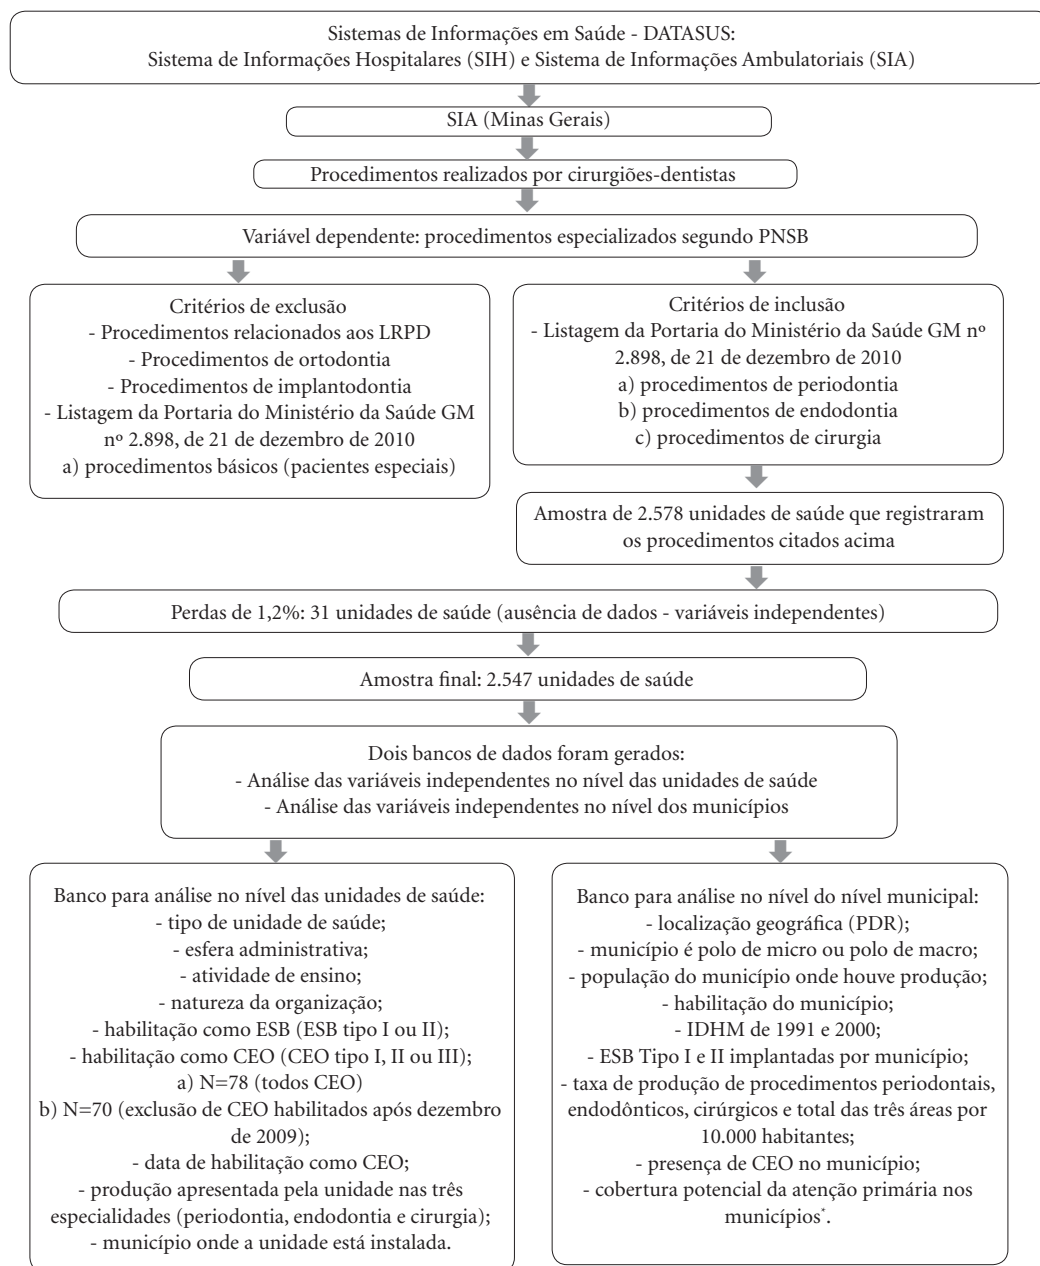 Sistemas de Informações em Saúde - DATASUS:
Sistema de Informações Hospitalares (SIH) e Sistema de Informações Ambulatoriais (SIA)
SIA (Minas Gerais)
Procedimentos realizados por cirurgiões-dentistas
Variável dependente: procedimentos especializados segundo PNSB
Critérios de exclusão
- Procedimentos relacionados aos LRPD
- Procedimentos de ortodontia
- Procedimentos de implantodontia
- Listagem da Portaria do Ministério da Saúde GM
nº 2.898, de 21 de dezembro de 2010
a) procedimentos básicos (pacientes especiais)
Critérios de inclusão
- Listagem da Portaria do Ministério da Saúde GM nº
2.898, de 21 de dezembro de 2010
a) procedimentos de periodontia
b) procedimentos de endodontia
c) procedimentos de cirurgia
Amostra de 2.578 unidades de saúde que registraram
os procedimentos citados acima
Perdas de 1,2%: 31 unidades de saúde (ausência de dados - variáveis independentes)
Amostra final: 2.547 unidades de saúde
Dois bancos de dados foram gerados:
- Análise das variáveis independentes no nível das unidades de saúde
- Análise das variáveis independentes no nível dos municípios
Banco para análise no nível das unidades de saúde:
- tipo de unidade de saúde;
- esfera administrativa;
- atividade de ensino;
- natureza da organização;
- habilitação como ESB (ESB tipo I ou II);
- habilitação como CEO (CEO tipo I, II ou III);
a) N=78 (todos CEO)
b) N=70 (exclusão de CEO habilitados após dezembro
de 2009);
- data de habilitação como CEO;
- produção apresentada pela unidade nas três
especialidades (periodontia, endodontia e cirurgia);
- município onde a unidade está instalada.
Banco para análise no nível do nível municipal:
- localização geográfica (PDR);
- município é polo de micro ou polo de macro;
- população do município onde houve produção;
- habilitação do município;
- IDHM de 1991 e 2000;
- ESB Tipo I e II implantadas por município;
- taxa de produção de procedimentos periodontais,
endodônticos, cirúrgicos e total das três áreas por
10.000 habitantes;
- presença de CEO no município;
- cobertura potencial da atenção primária nos
municípios*.